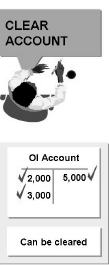 CLEAR
ACCOUNT
OI Account
2,000 5,000
3,000
Can be cleared